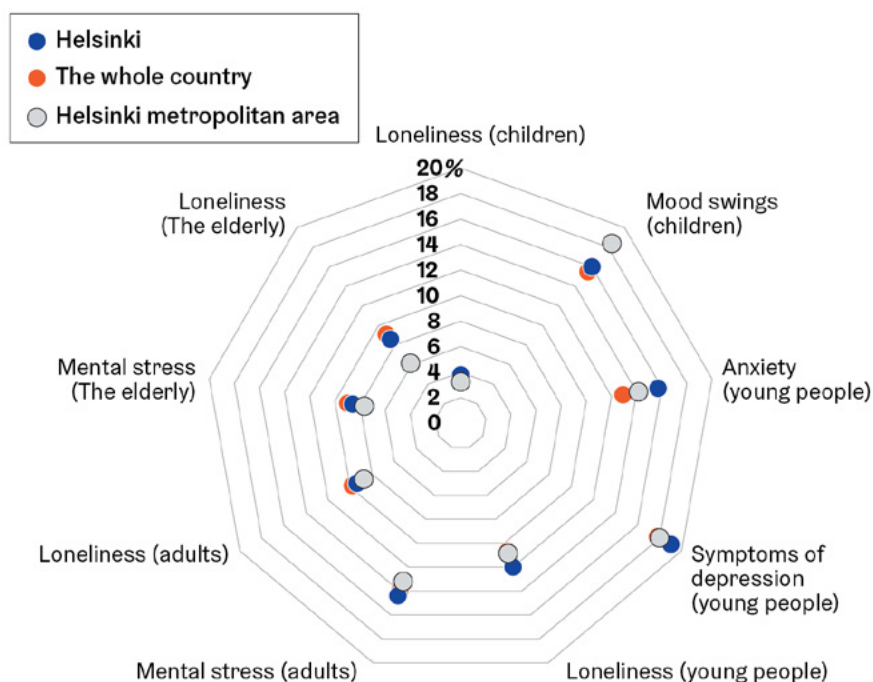 Helsinki
The whole country
Helsinki metropolitan area
Loneliness (children)
20%
18
16
14
12
10
8
6
4
2
0
Mood swings
(children)
Anxiety
(young people)
Symptoms of
depression
(young people)
Loneliness (young people)
Mental stress (adults)
Loneliness (adults)
Mental stress
(The elderly)
Loneliness
(The elderly)